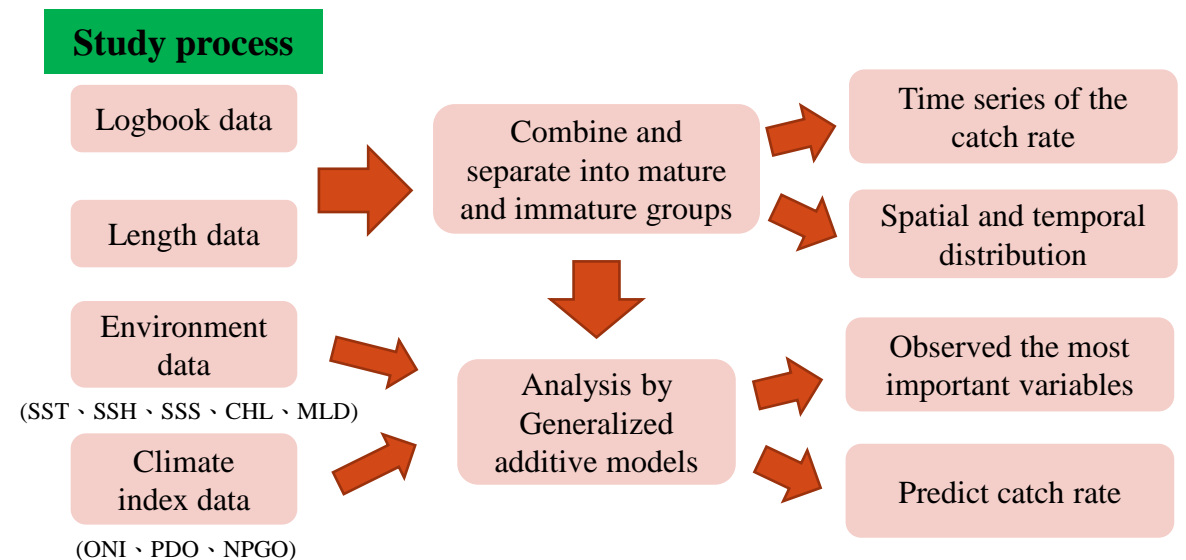 Study process
Logbook data
Length data
Environment
data
(SST、SSH、SSS、CHL、MLD)
Climate
index data
(ONI、PDO、NPGO)
Combine and
separate into mature
and immature groups
Analysis by
Generalized
additive models
Time series of the
catch rate
Spatial and temporal
distribution
Observed the most
important variables
Predict catch rate